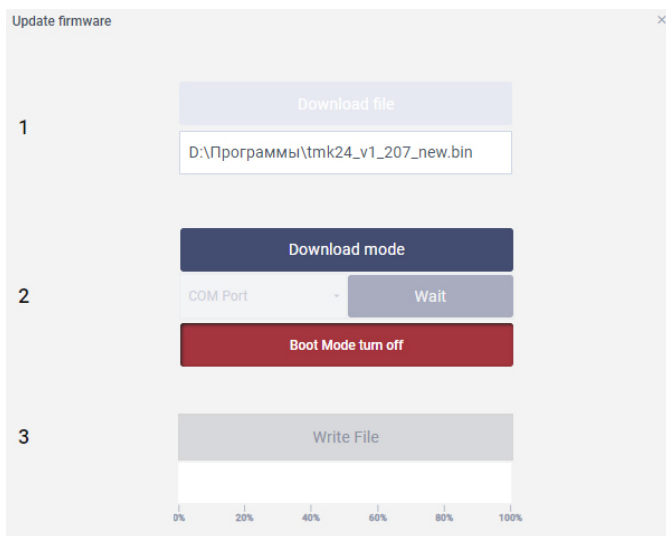 Update firmware ×
1
Download file
D:\Программы\tmk24_v1_207_new.bin
Download mode
2
COM Port
Wait
Boot Mode turn off
3
Write File
0% 20% 40% 60% 80% 100%